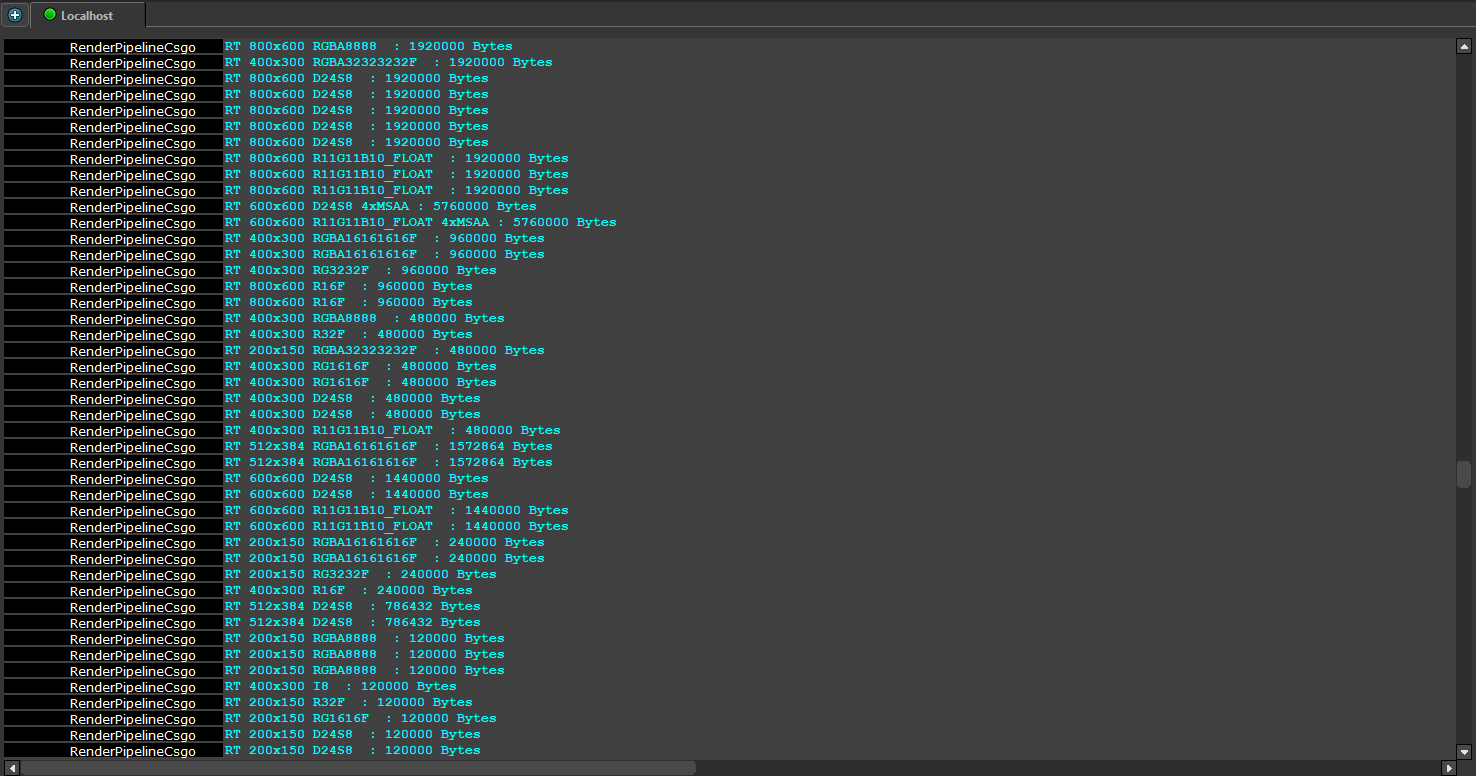 Localhost
RenderPipelineCsgo RT 800x600 RGBA8888 : 1920000 Bytes
RenderPipelineCsgo RT 400x300 RGBA32323232F : 1920000 Bytes
RenderPipelineCsgo RT 800x600 D24S8 : 1920000 Bytes
RenderPipelineCsgo RT 800x600 D24S8 : 1920000 Bytes
RenderPipelineCsgo RT 800x600 D24S8 : 1920000 Bytes
RenderPipelineCsgo RT 800x600 D24S8 : 1920000 Bytes
RenderPipelineCsgo RT 800x600 D24S8 : 1920000 Bytes
RenderPipelineCsgo RT 800x600 R11G11B10_FLOAT : 1920000 Bytes
RenderPipelineCsgo RT 800x600 R11G11B10_FLOAT : 1920000 Bytes
RenderPipelineCsgo RT 800x600 R11G11B10_FLOAT : 1920000 Bytes
RenderPipelineCsgo RT 600x600 D24S8 4xMSAA : 5760000 Bytes
RenderPipelineCsgo RT 600x600 R11G11B10_FLOAT 4xMSAA : 5760000 Bytes
RenderPipelineCsgo RT 400x300 RGBA16161616F : 960000 Bytes
RenderPipelineCsgo RT 400x300 RGBA16161616F : 960000 Bytes
RenderPipelineCsgo RT 400x300 RG3232F : 960000 Bytes
RenderPipelineCsgo RT 800x600 R16F : 960000 Bytes
RenderPipelineCsgo RT 800x600 R16F : 960000 Bytes
RenderPipelineCsgo RT 400x300 RGBA8888 : 480000 Bytes
RenderPipelineCsgo RT 400x300 R32F : 480000 Bytes
RenderPipelineCsgo RT 200x150 RGBA32323232F : 480000 Bytes
RenderPipelineCsgo RT 400x300 RG1616F : 480000 Bytes
RenderPipelineCsgo RT 400x300 RG1616F : 480000 Bytes
RenderPipelineCsgo RT 400x300 D24S8 : 480000 Bytes
RenderPipelineCsgo RT 400x300 D24S8 : 480000 Bytes
RenderPipelineCsgo RT 400x300 R11G11B10_FLOAT : 480000 Bytes
RenderPipelineCsgo RT 512x384 RGBA16161616F : 1572864 Bytes
RenderPipelineCsgo RT 512x384 RGBA16161616F : 1572864 Bytes
RenderPipelineCsgo RT 600x600 D24S8 : 1440000 Bytes
RenderPipelineCsgo RT 600x600 D24S8 : 1440000 Bytes
RenderPipelineCsgo RT 600x600 R11G11B10_FLOAT : 1440000 Bytes
RenderPipelineCsgo RT 600x600 R11G11B10_FLOAT : 1440000 Bytes
RenderPipelineCsgo RT 200x150 RGBA16161616F : 240000 Bytes
RenderPipelineCsgo RT 200x150 RGBA16161616F : 240000 Bytes
RenderPipelineCsgo RT 200x150 RG3232F : 240000 Bytes
RenderPipelineCsgo RT 400x300 R16F : 240000 Bytes
RenderPipelineCsgo RT 512x384 D24S8 : 786432 Bytes
RenderPipelineCsgo RT 512x384 D24S8 : 786432 Bytes
RenderPipelineCsgo RT 200x150 RGBA8888 : 120000 Bytes
RenderPipelineCsgo RT 200x150 RGBA8888 : 120000 Bytes
RenderPipelineCsgo RT 200x150 RGBA8888 : 120000 Bytes
RenderPipelineCsgo RT 400x300 I8 : 120000 Bytes
RenderPipelineCsgo RT 200x150 R32F : 120000 Bytes
RenderPipelineCsgo RT 200x150 RG1616F : 120000 Bytes
RenderPipelineCsgo RT 200x150 D24S8 : 120000 Bytes
RenderPipelineCsgo RT 200x150 D24S8 : 120000 Bytes